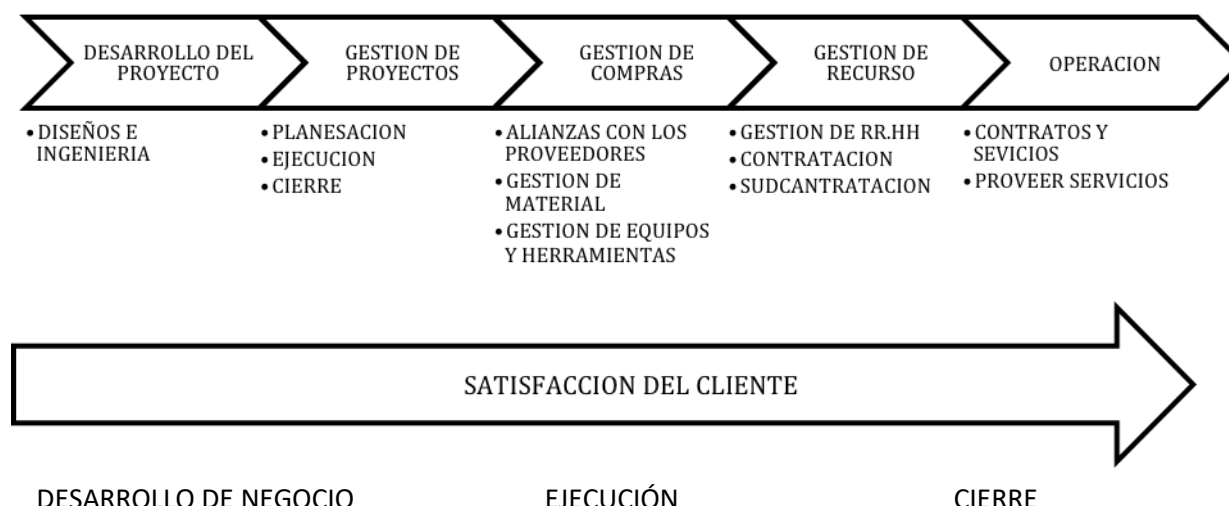 DESARROLLO DEL
PROYECTO
GESTION DE
PROYECTOS
GESTION DE
COMPRAS
GESTION DE
RECURSO
OPERACION
• DISEÑOS E
INGENIERIA
• PLANESACION
• EJECUCION
• CIERRE
• ALIANZAS CON LOS
PROVEEDORES
• GESTION DE
MATERIAL
• GESTION DE EQUIPOS
Y HERRAMIENTAS
• GESTION DE RR.HH
• CONTRATACION
• SUDCANTRATACION
• CONTRATOS Y
SEVICIOS
• PROVEER SERVICIOS
SATISFACCION DEL CLIENTE
DESARROLLO DE NEGOCIO
EJECUCIÓN
CIERRE